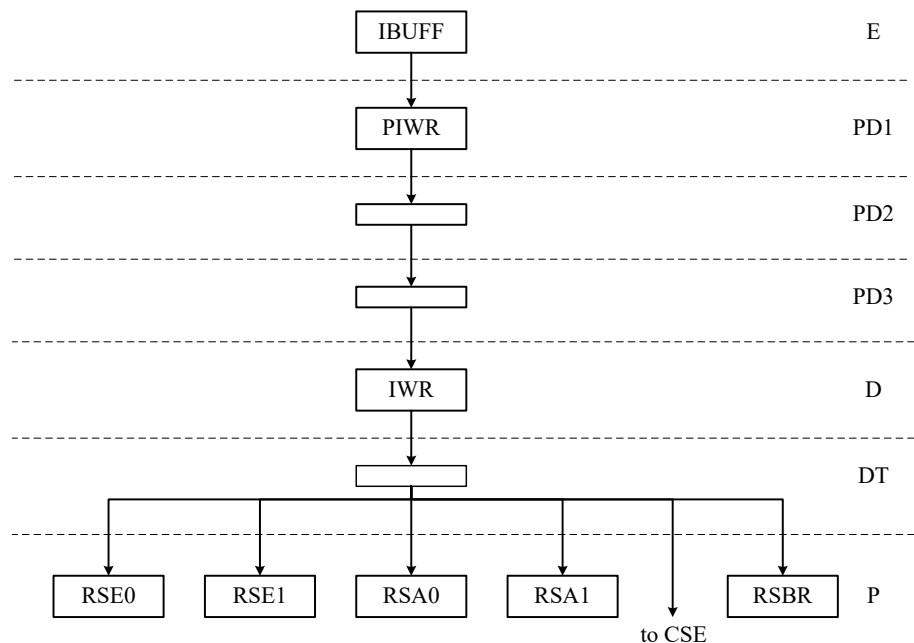 IBUFF E
PIWR PD1
PD2
PD3
IWR D
DT
RSE0 RSE1 RSA0 RSA1 RSBR P
to CSE